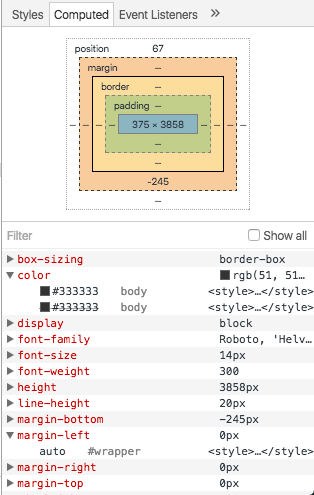 Styles Computed Event Listeners »
position 67
margin –
border –
padding –
– – – – 375 × 3858 – – – –
–
–
-245
–
Filter Show all
box-sizing border-box
color rgb(51, 51…
#333333 body <style>…</style>
#333333 body <style>…</style>
display block
font-family Roboto, 'Helv…
font-size 14px
font-weight 300
height 3858px
line-height 20px
margin-bottom -245px
margin-left 0px
auto #wrapper <style>…</style>
margin-right 0px
margin-top 0px